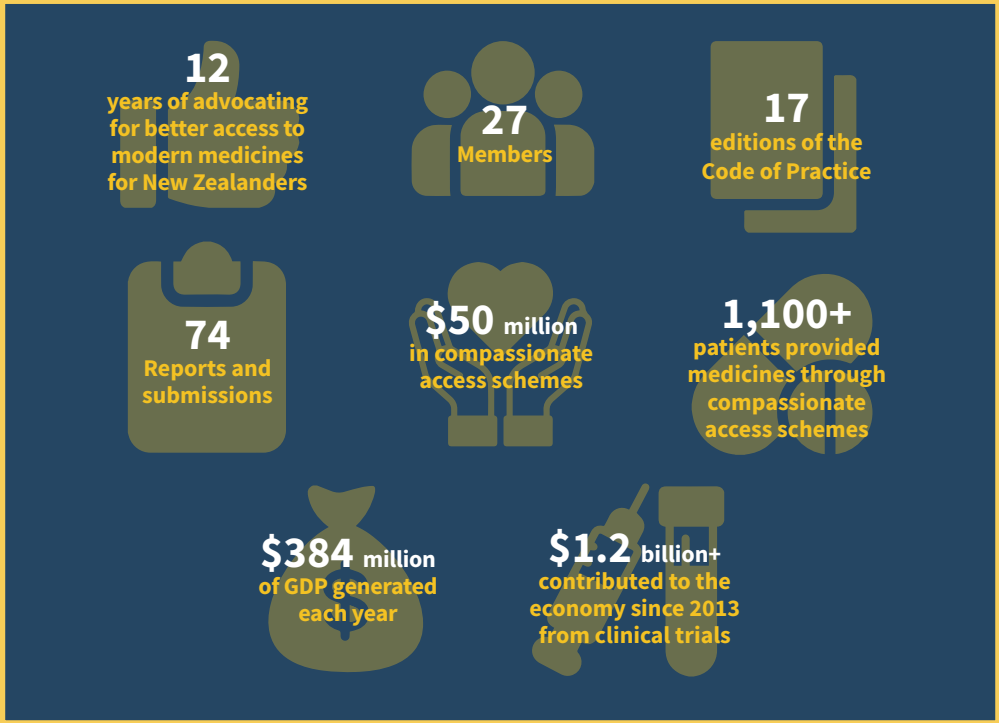 12
years of advocating
for better access to
modern medicines
for New Zealanders
27
Members
17
editions of the
Code of Practice
74
Reports and
submissions
$50 million
in compassionate
access schemes
1,100+
patients provided
medicines through
compassionate
access schemes
$384 million
of GDP generated
each year
$1.2 billion+
contributed to the
economy since 2013
from clinical trials